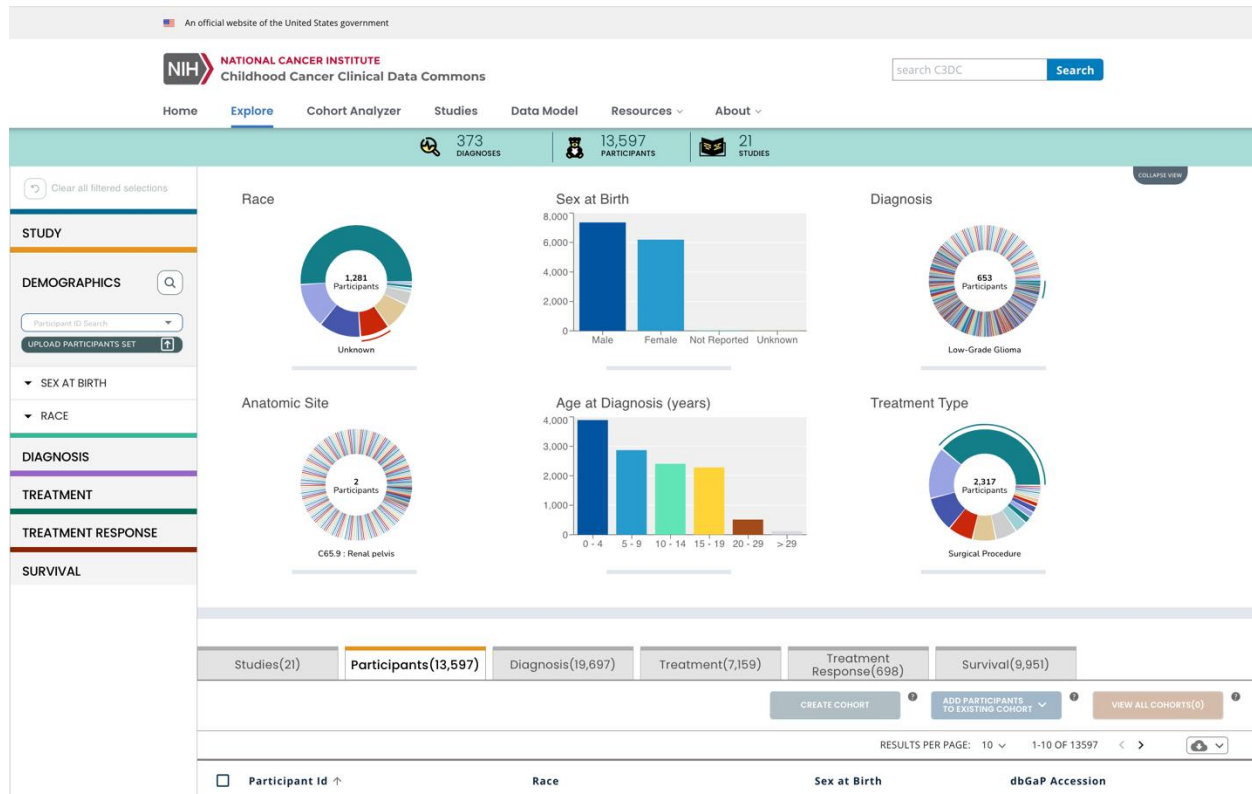 An official website of the United States government
NIH
NATIONAL CANCER INSTITUTE
Childhood Cancer Clinical Data Commons
search C3DC
Search
Home Explore Cohort Analyzer Studies Data Model Resources About
373 DIAGNOSES
13,597 PARTICIPANTS
21 STUDIES
Clear all filtered selections
COLLAPSE VIEW
STUDY
DEMOGRAPHICS
Participant ID Search
UPLOAD PARTICIPANTS SET
SEX AT BIRTH
RACE
DIAGNOSIS
TREATMENT
TREATMENT RESPONSE
SURVIVAL
Race
1,281
Participants
Unknown
Sex at Birth
8,000
6,000
4,000
2,000
0
Male Female Not Reported Unknown
Diagnosis
653
Participants
Low-Grade Glioma
Anatomic Site
2
Participants
C65.9 : Renal pelvis
Age at Diagnosis (years)
4,000
3,000
2,000
1,000
0
0 - 4 5 - 9 10 - 14 15 - 19 20 - 29 > 29
Treatment Type
2,317
Participants
Surgical Procedure
Studies(21) Participants(13,597) Diagnosis(19,697) Treatment(7,159) Treatment Response(698) Survival(9,951)
CREATE COHORT ?
ADD PARTICIPANTS
TO EXISTING COHORT ?
VIEW ALL COHORTS(0) ?
RESULTS PER PAGE: 10 1-10 OF 13597 < >
Participant Id ↑ Race Sex at Birth dbGaP Accession